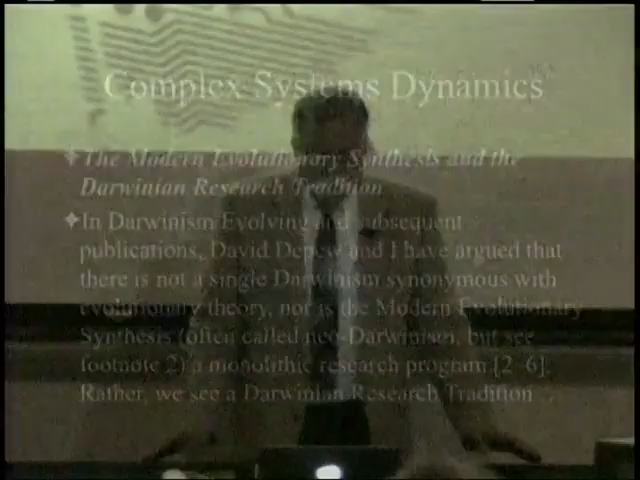 Complex Systems Dynamics
The Modern Evolutionary Synthesis and the
Darwinian Research Tradition
In Darwinism Evolving and subsequent
publications, David Depew and I have argued that
there is not a single Darwinism synonymous with
evolutionary theory, nor is the Modern Evolutionary
Synthesis (often called neo-Darwinism, but see
footnote 2) a monolithic research program [2-6].
Rather, we see a Darwinian Research Tradition